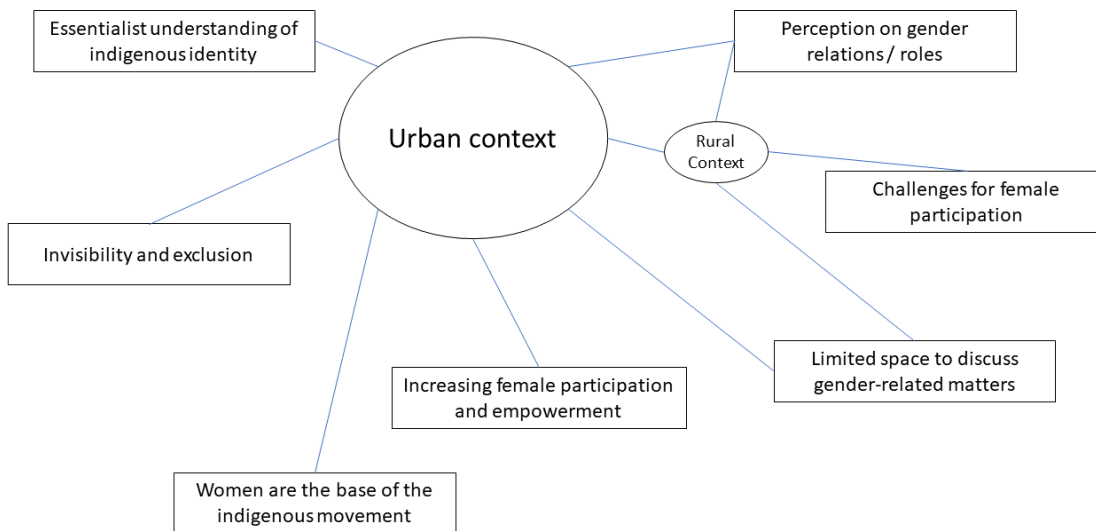 Essentialist understanding of
indigenous identity
Perception on gender
relations / roles
Urban context
Rural
Context
Challenges for female
participation
Invisibility and exclusion
Limited space to discuss
gender-related matters
Increasing female participation
and empowerment
Women are the base of the
indigenous movement